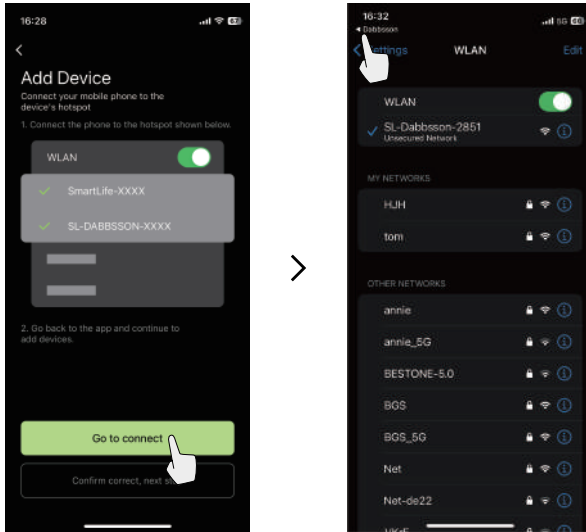 16:28
Add Device
Connect your mobile phone to the
device's hotspot
1. Connect the phone to the hotspot shown below.
WLAN
SmartLife-XXXX
SL-DABBSSON-XXXX
2. Go back to the app and continue to
add devices.
Go to connect
Confirm correct, next
16:32
Dabbsson
5G
60
Settings
WLAN
Edit
WLAN
SL-Dabbsson-2851
Unsecured Network
MY NETWORKS
HJH
tom
OTHER NETWORKS
annie
annie_5G
BESTONE-5.0
BGS
BGS_5G
Net
Net-de22